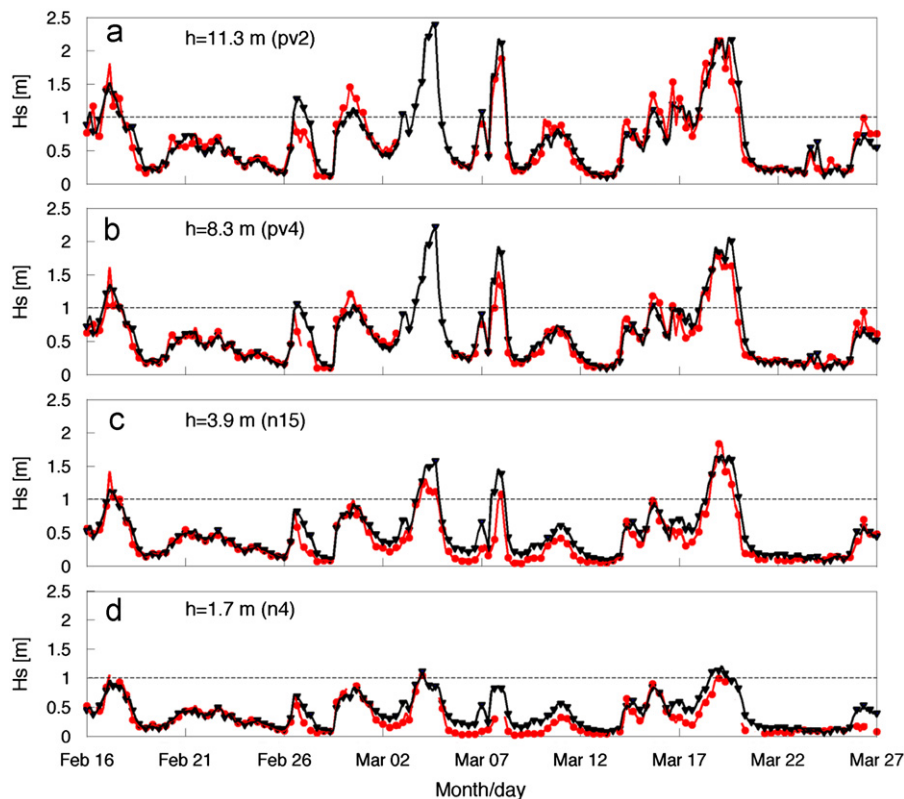 a
h=11.3 m (pv2)
Hs [m]
2.5
2
1.5
1
0.5
0
b
h=8.3 m (pv4)
Hs [m]
2.5
2
1.5
1
0.5
0
c
h=3.9 m (n15)
Hs [m]
2.5
2
1.5
1
0.5
0
d
h=1.7 m (n4)
Hs [m]
2.5
2
1.5
1
0.5
0
Feb 16 Feb 21 Feb 26 Mar 02 Mar 07 Mar 12 Mar 17 Mar 22 Mar 27
Month/day